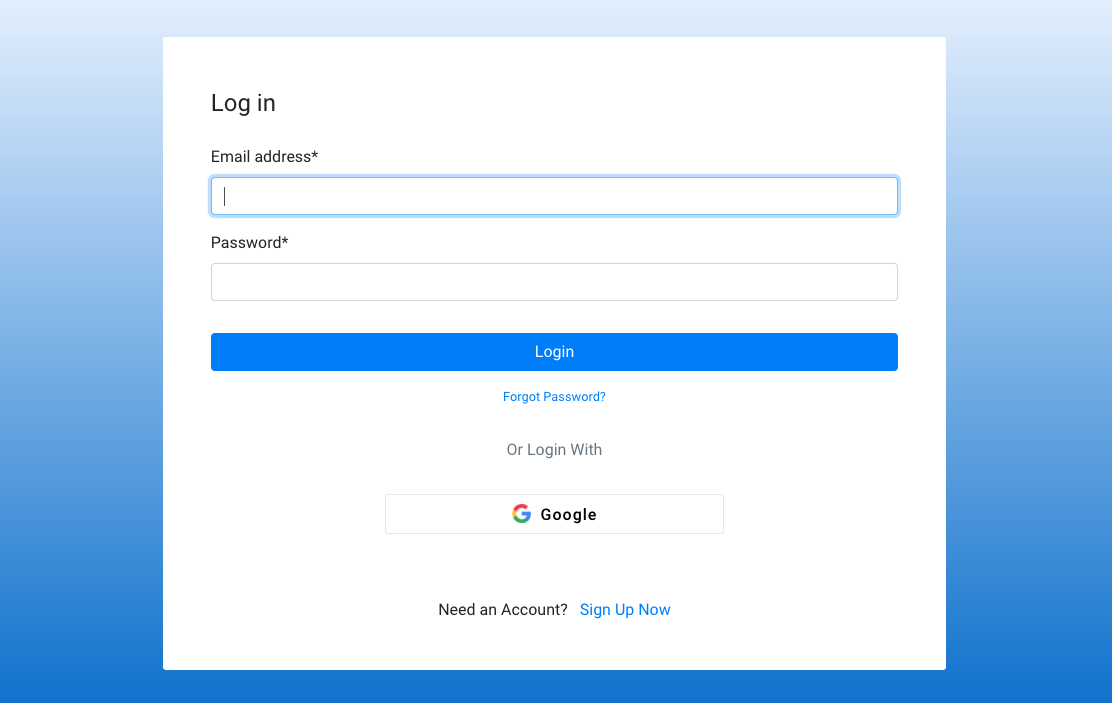 Log in
Email address*
Password*
Login
Forgot Password?
Or Login With
Google
Need an Account? Sign Up Now